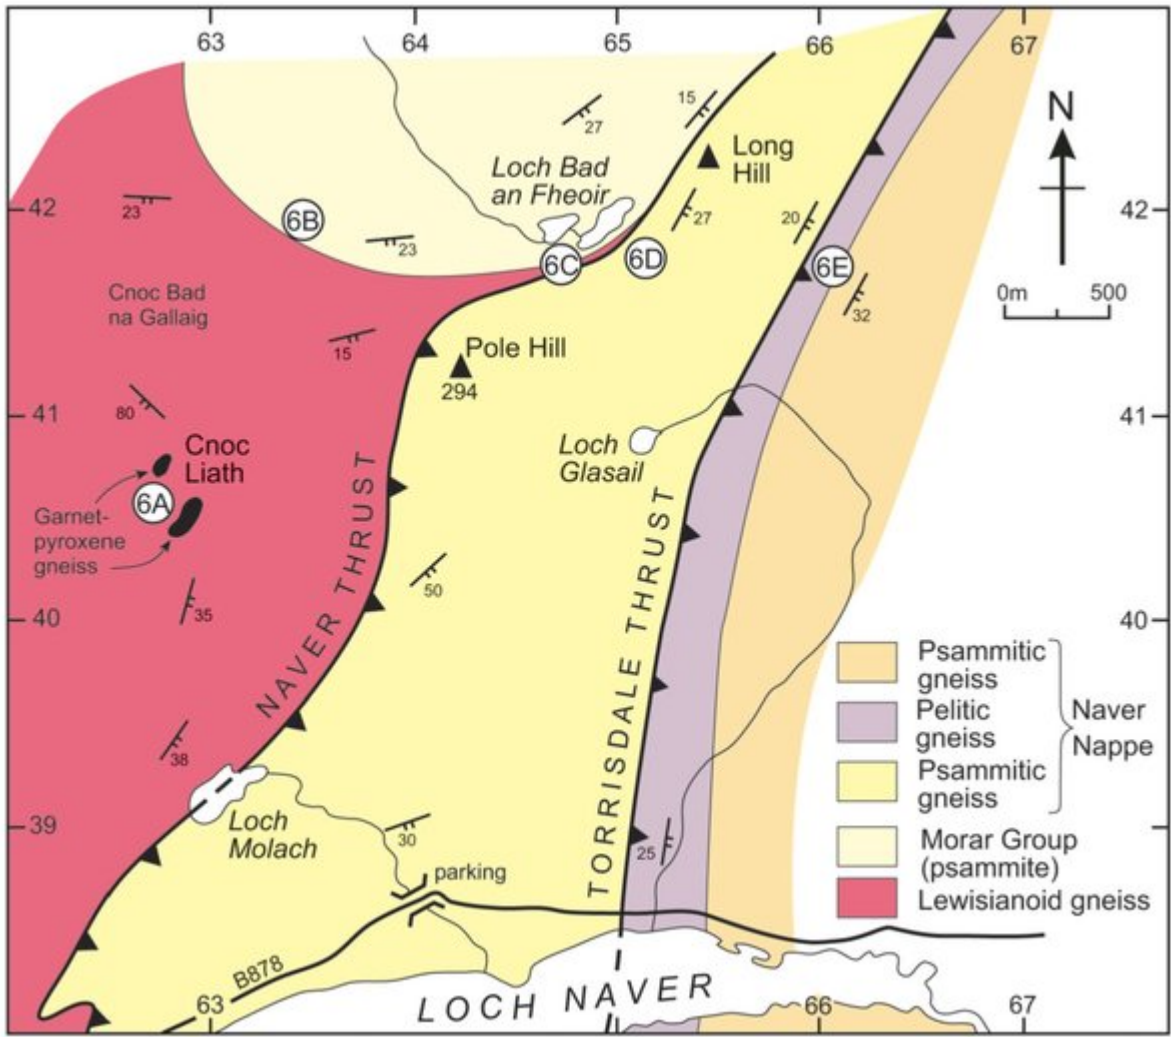 63
64
65
66
67
15
27
N
Long
Hill
Loch Bad
an Fheoir
42
42
23
6B
23
27
20
6C
6D
6E
Cnoc Bad
na Gallaig
32
0m
500
15
Pole Hill
294
80
41
41
Cnoc
Liath
Loch
Glasail
6A
Garnet-
pyroxene
gneiss
NAVER THRUST
TORRISDALE THRUST
50
35
40
40
Psammitic
gneiss
Pelitic
gneiss
Psammitic
gneiss
Naver
Nappe
Morar Group
(psammite)
Lewisianoid gneiss
38
39
Loch
Molach
30
25
parking
B878
LOCH NAVER
63
66
67